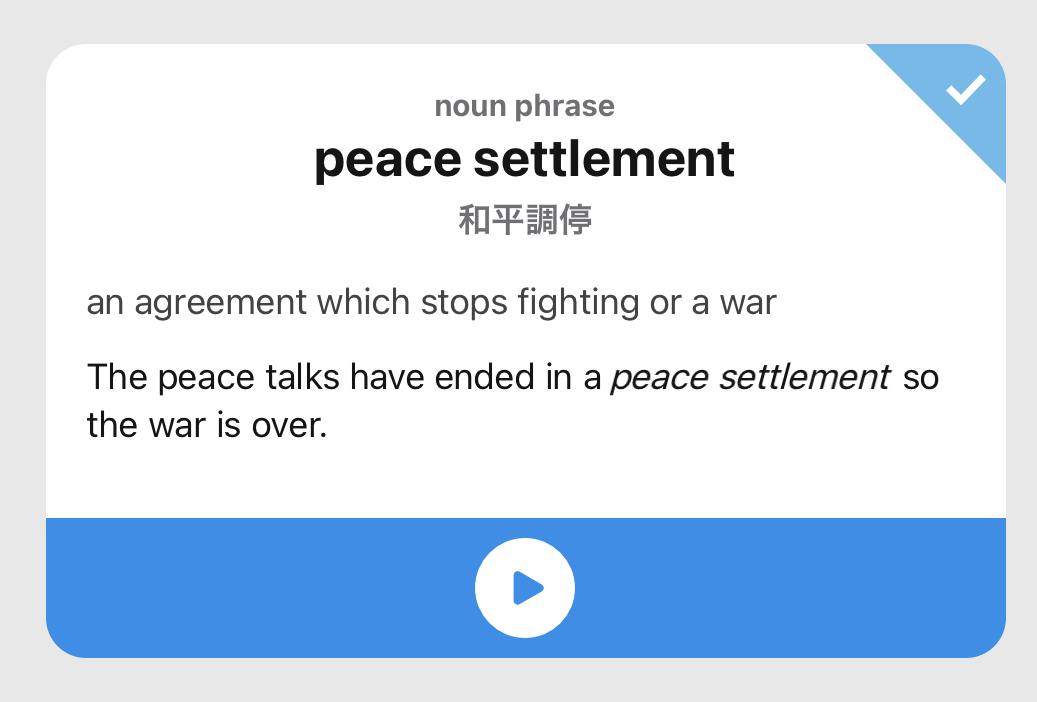 noun phrase
peace settlement
和平調停
an agreement which stops fighting or a war
The peace talks have ended in a peace settlement so
the war is over.